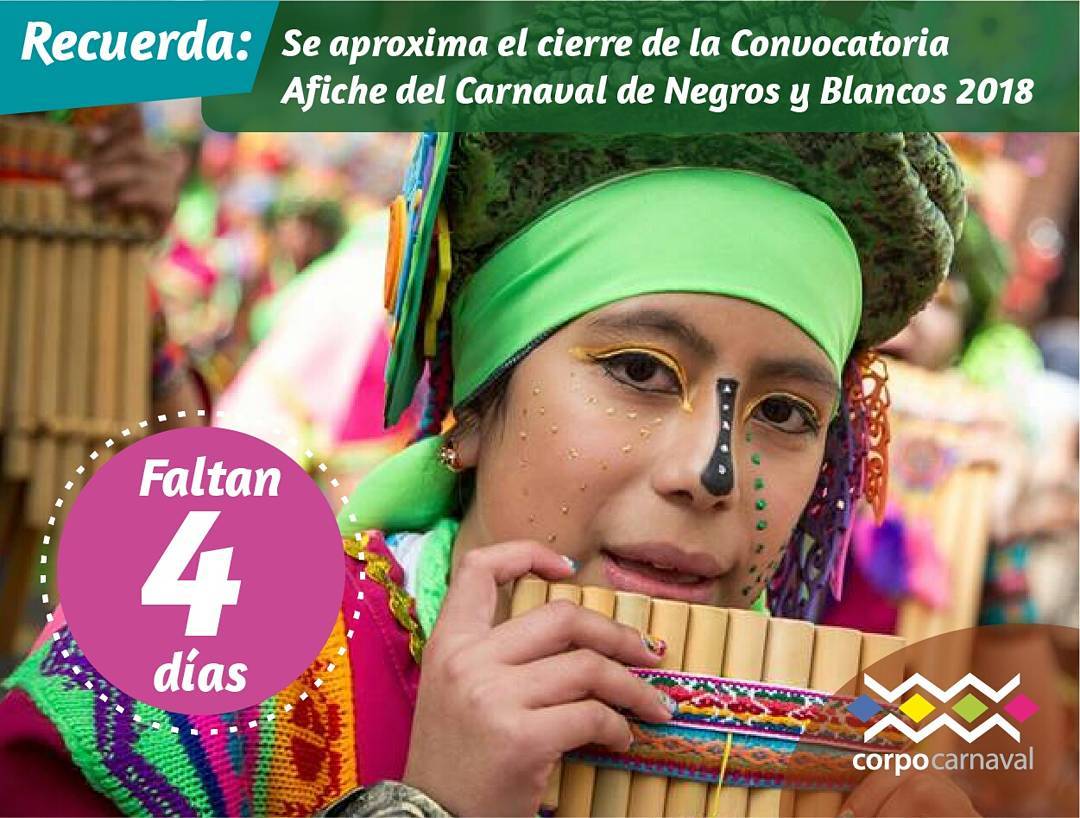 Recuerda:
Se aproxima el cierre de la Convocatoria
Afiche del Carnaval de Negros y Blancos 2018
Faltan
4
días
corpocarnaval